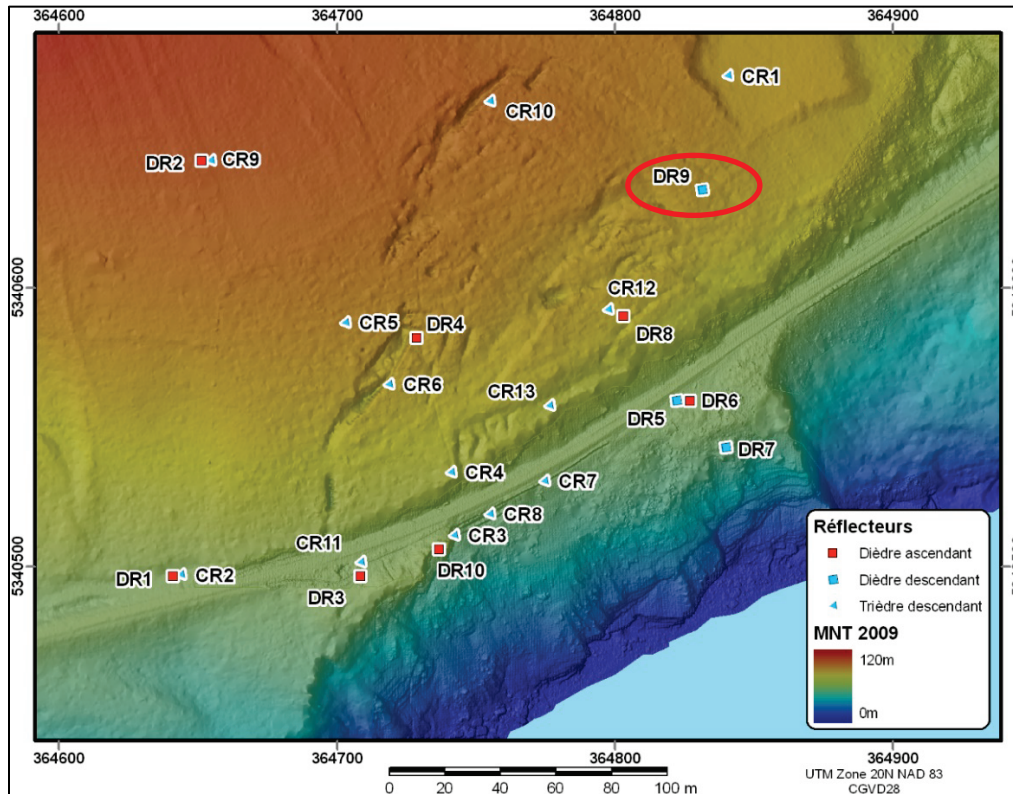 364600 364700 364800 364900
CR1
CR10
DR2 CR9
DR9
5340600
CR12
CR5 DR4
DR8
CR6
CR13
DR5 DR6
DR7
CR4
CR7
CR8
CR11 CR3
DR10
5340500
DR1 CR2
DR3
Réflecteurs
Dièdre ascendant
Dièdre descendant
Trièdre descendant
MNT 2009
120m
0m
364600 364700 364800 364900
0 20 40 60 80 100 m
UTM Zone 20N NAD 83
CGVD28